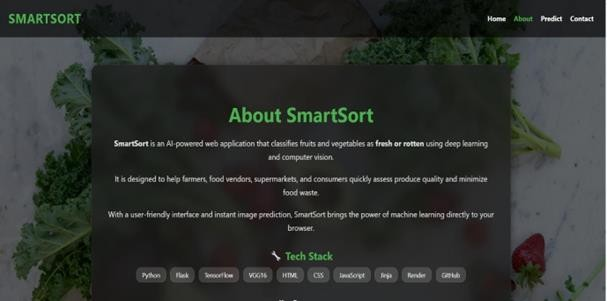 SMARTSORT
Home About Predict Contact
About SmartSort
SmartSort is an AI-powered web application that classifies fruits and vegetables as fresh or rotten using deep learning
and computer vision.
It is designed to help farmers, food vendors, supermarkets, and consumers quickly assess produce quality and minimize
food waste.
With a user-friendly interface and instant image prediction, SmartSort brings the power of machine learning directly to your
browser.
🔧 Tech Stack
Python Flask TensorFlow VGG16 HTML CSS JavaScript Jinja Render GitHub